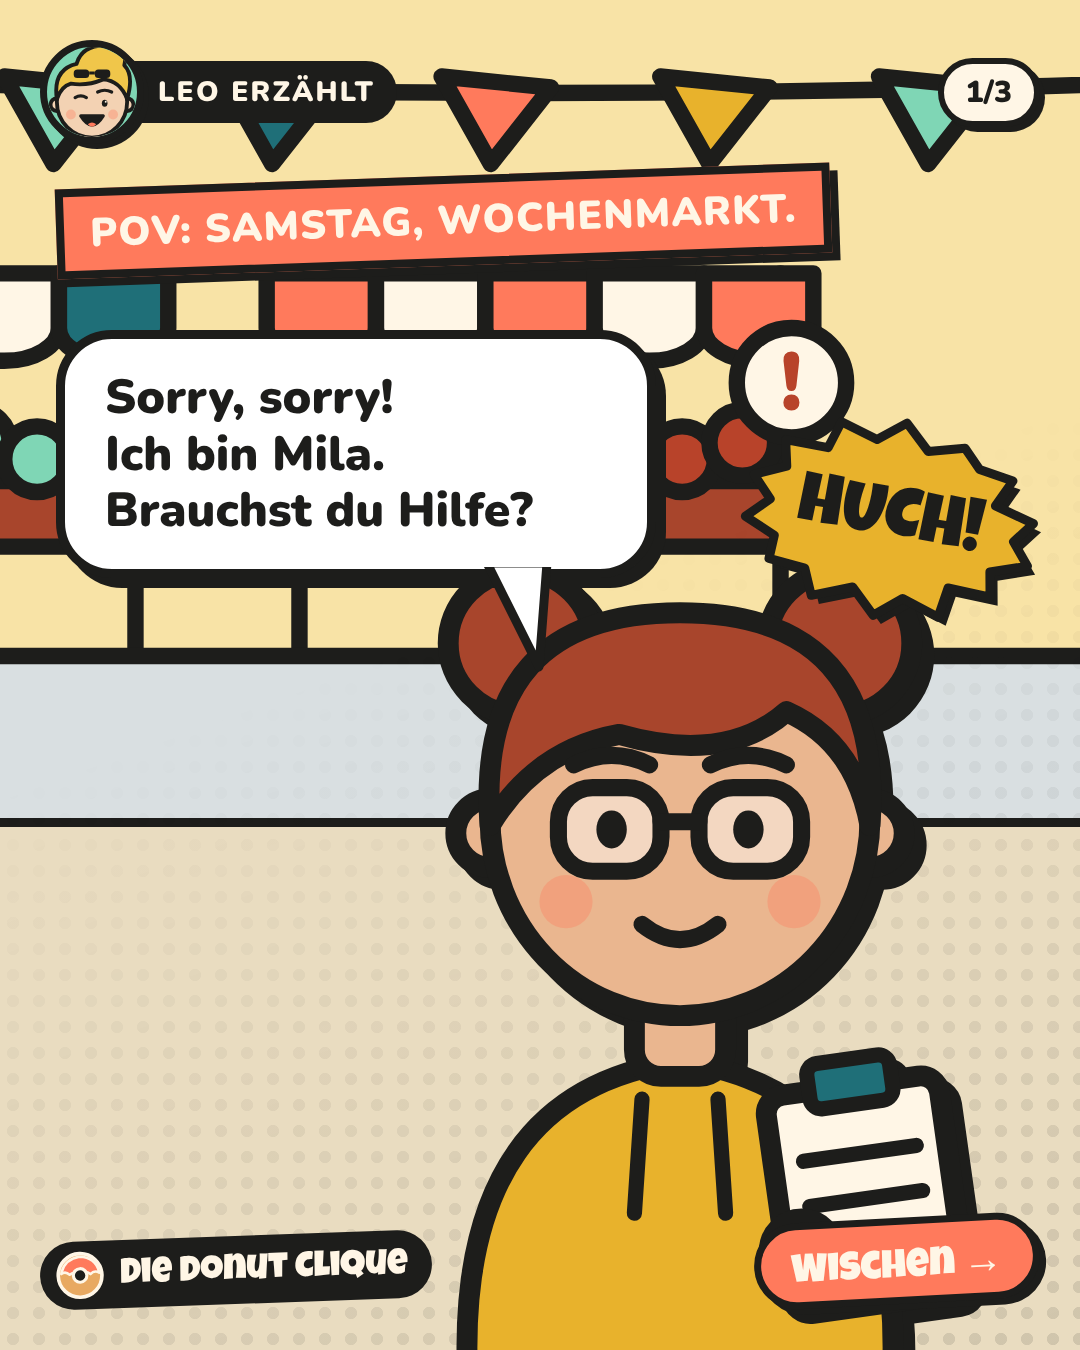 LEO ERZÄHLT
1/3
POV: SAMSTAG, WOCHENMARKT.
Sorry, sorry!
Ich bin Mila.
Brauchst du Hilfe?
!
HUCH!
DIE DONUT CLIQUE
WISCHEN →